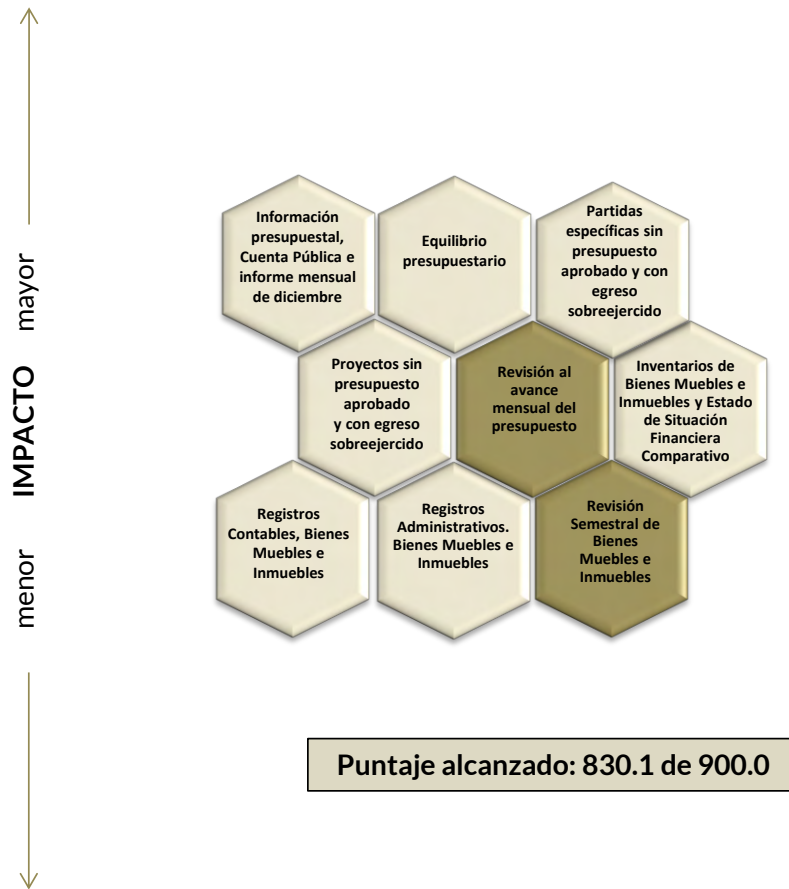 mayor
IMPACTO
menor
Información
presupuestal,
Cuenta Pública e
informe mensual
de diciembre
Equilibrio
presupuestario
Partidas
específicas sin
presupuesto
aprobado y con
egreso
sobreejercido
Proyectos sin
presupuesto
aprobado
y con egreso
sobreejercido
Revisión al
avance
mensual del
presupuesto
Inventarios de
Bienes Muebles e
Inmuebles y Estado
de Situación
Financiera
Comparativo
Registros
Contables, Bienes
Muebles e
Inmuebles
Registros
Administrativos.
Bienes Muebles e
Inmuebles
Revisión
Semestral de
Bienes
Muebles e
Inmuebles
Puntaje alcanzado: 830.1 de 900.0